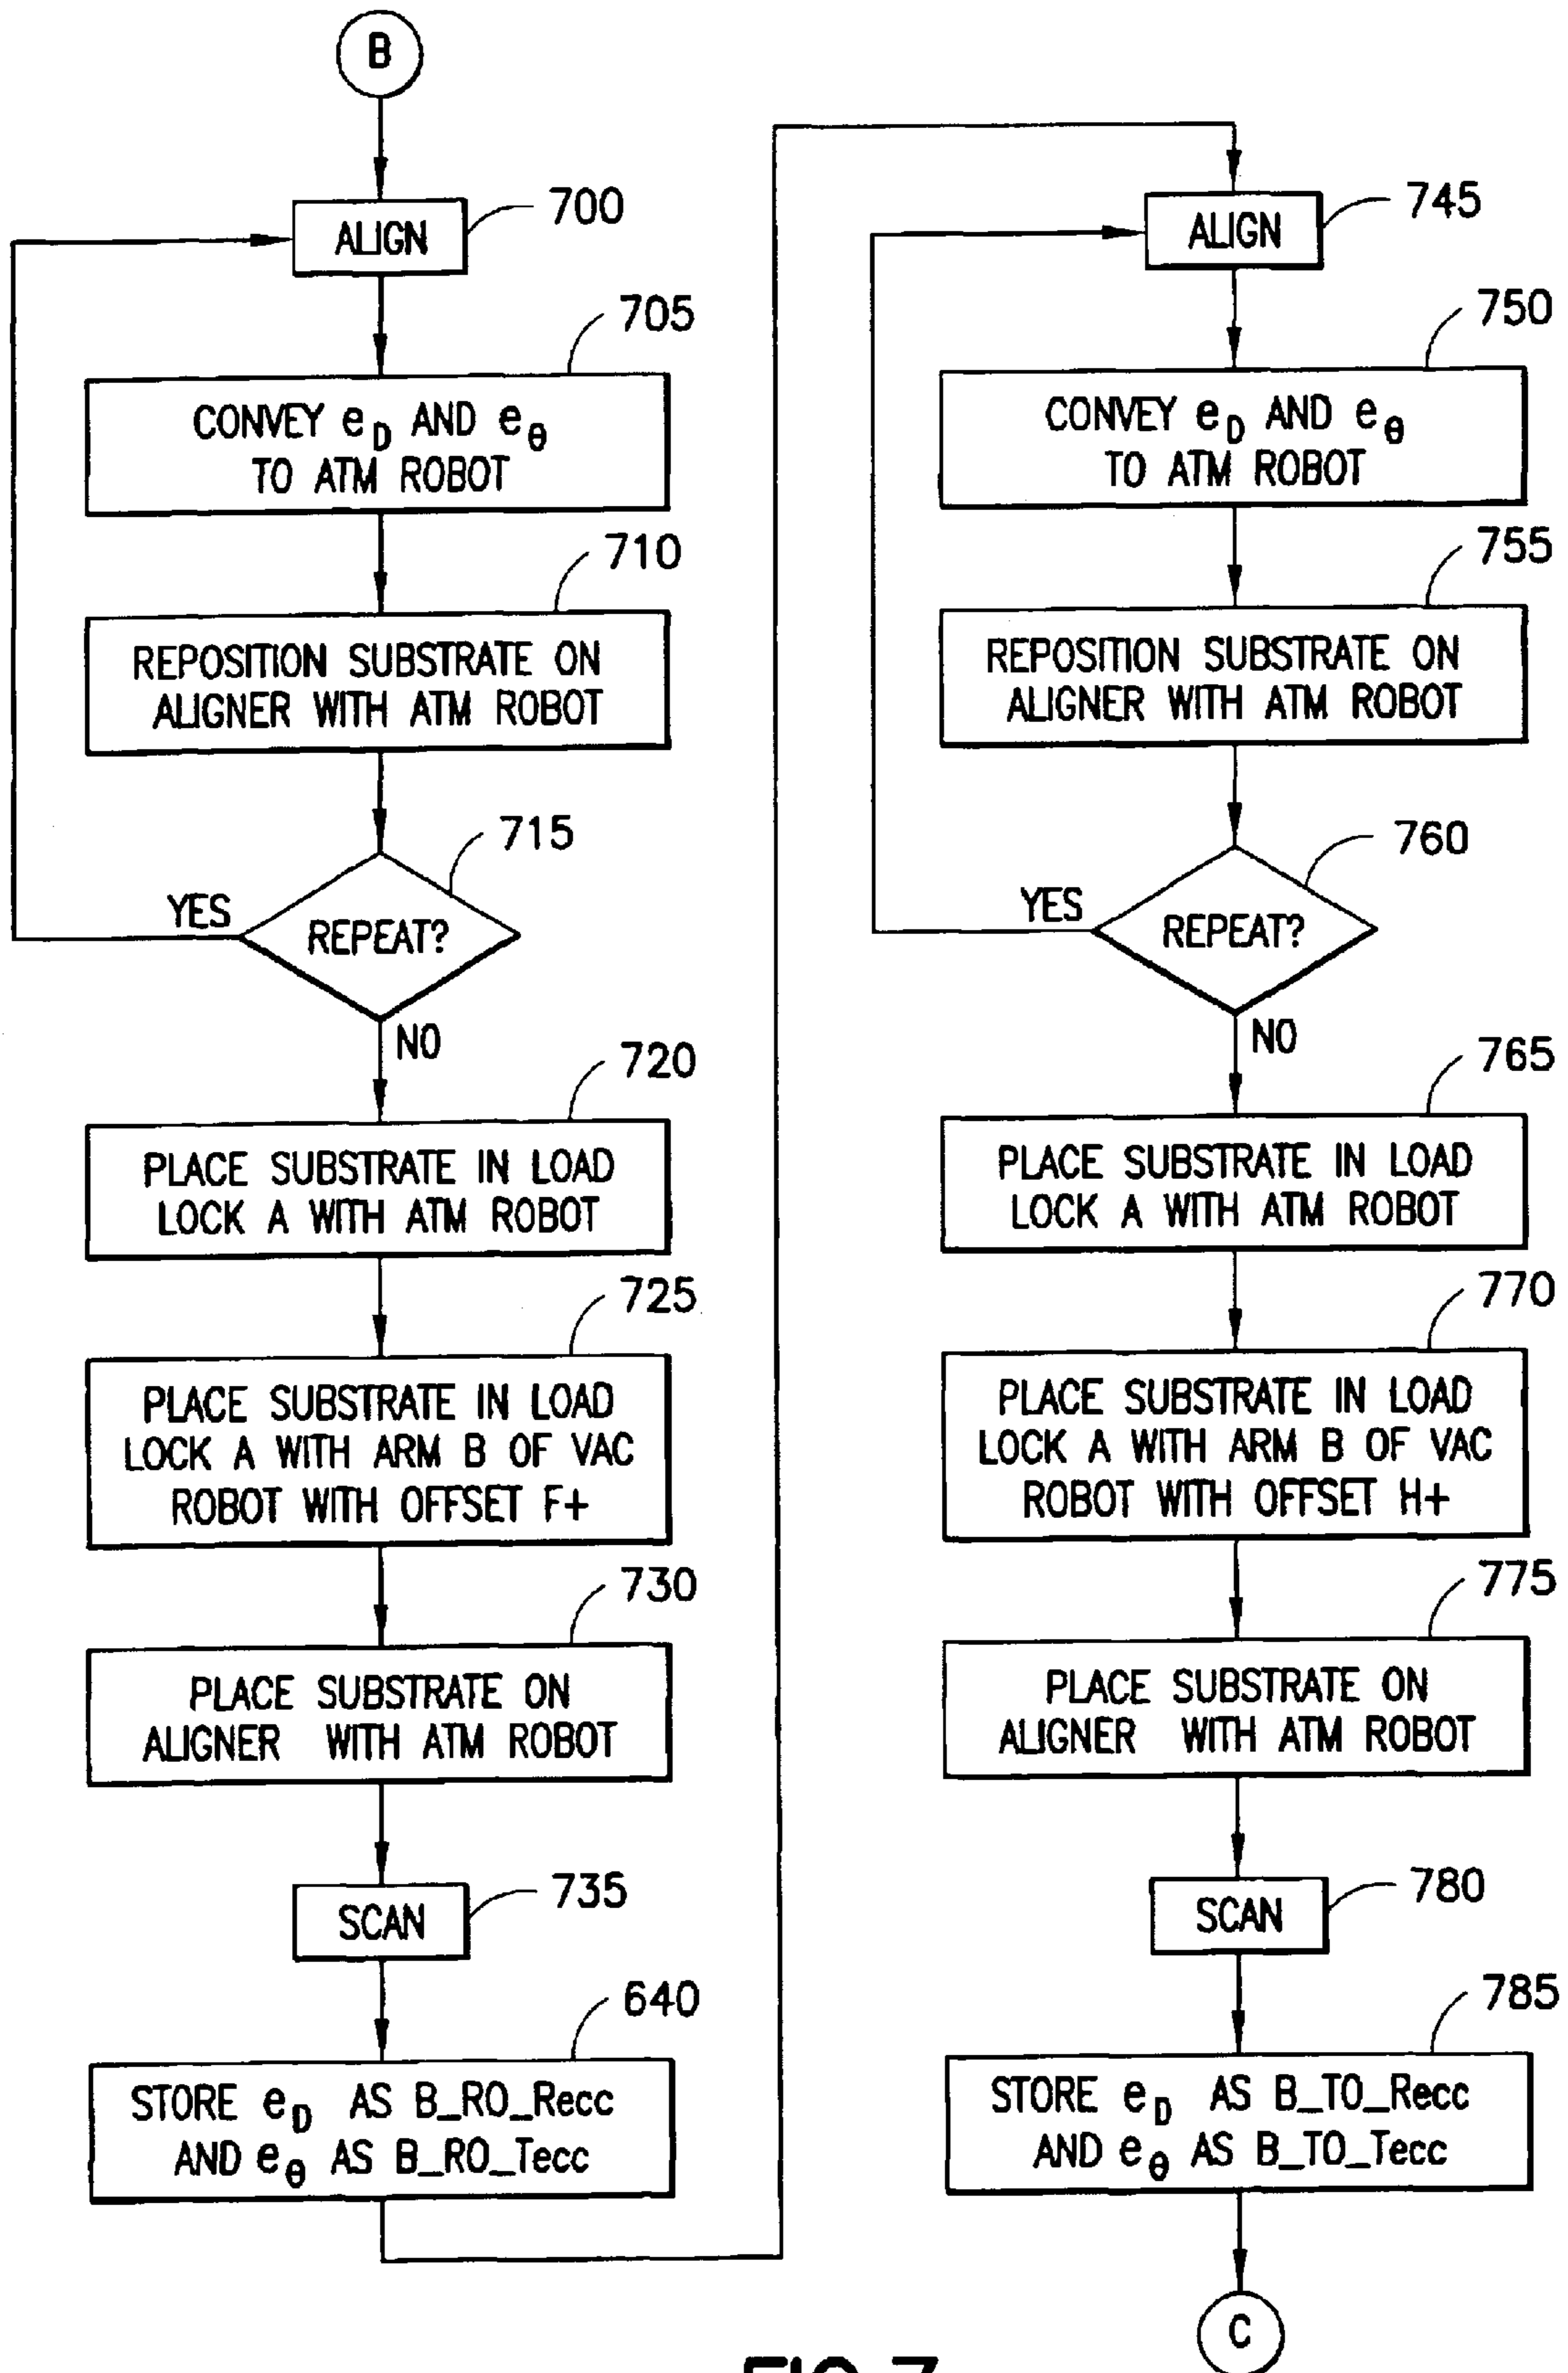 B
ALIGN
700
705
CONVEY eD AND eθ
TO ATM ROBOT
710
REPOSITION SUBSTRATE ON
ALIGNER WITH ATM ROBOT
715
YES
REPEAT?
NO
720
PLACE SUBSTRATE IN LOAD
LOCK A WITH ATM ROBOT
725
PLACE SUBSTRATE IN LOAD
LOCK A WITH ARM B OF VAC
ROBOT WITH OFFSET F+
730
PLACE SUBSTRATE ON
ALIGNER WITH ATM ROBOT
735
SCAN
640
STORE eD AS B_RO_Recc
AND eθ AS B_RO_Tecc
745
ALIGN
750
CONVEY eD AND eθ
TO ATM ROBOT
755
REPOSITION SUBSTRATE ON
ALIGNER WITH ATM ROBOT
760
YES
REPEAT?
NO
765
PLACE SUBSTRATE IN LOAD
LOCK A WITH ATM ROBOT
770
PLACE SUBSTRATE IN LOAD
LOCK A WITH ARM B OF VAC
ROBOT WITH OFFSET H+
775
PLACE SUBSTRATE ON
ALIGNER WITH ATM ROBOT
780
SCAN
785
STORE eD AS B_TO_Recc
AND eθ AS B_TO_Tecc
C
FIG.7